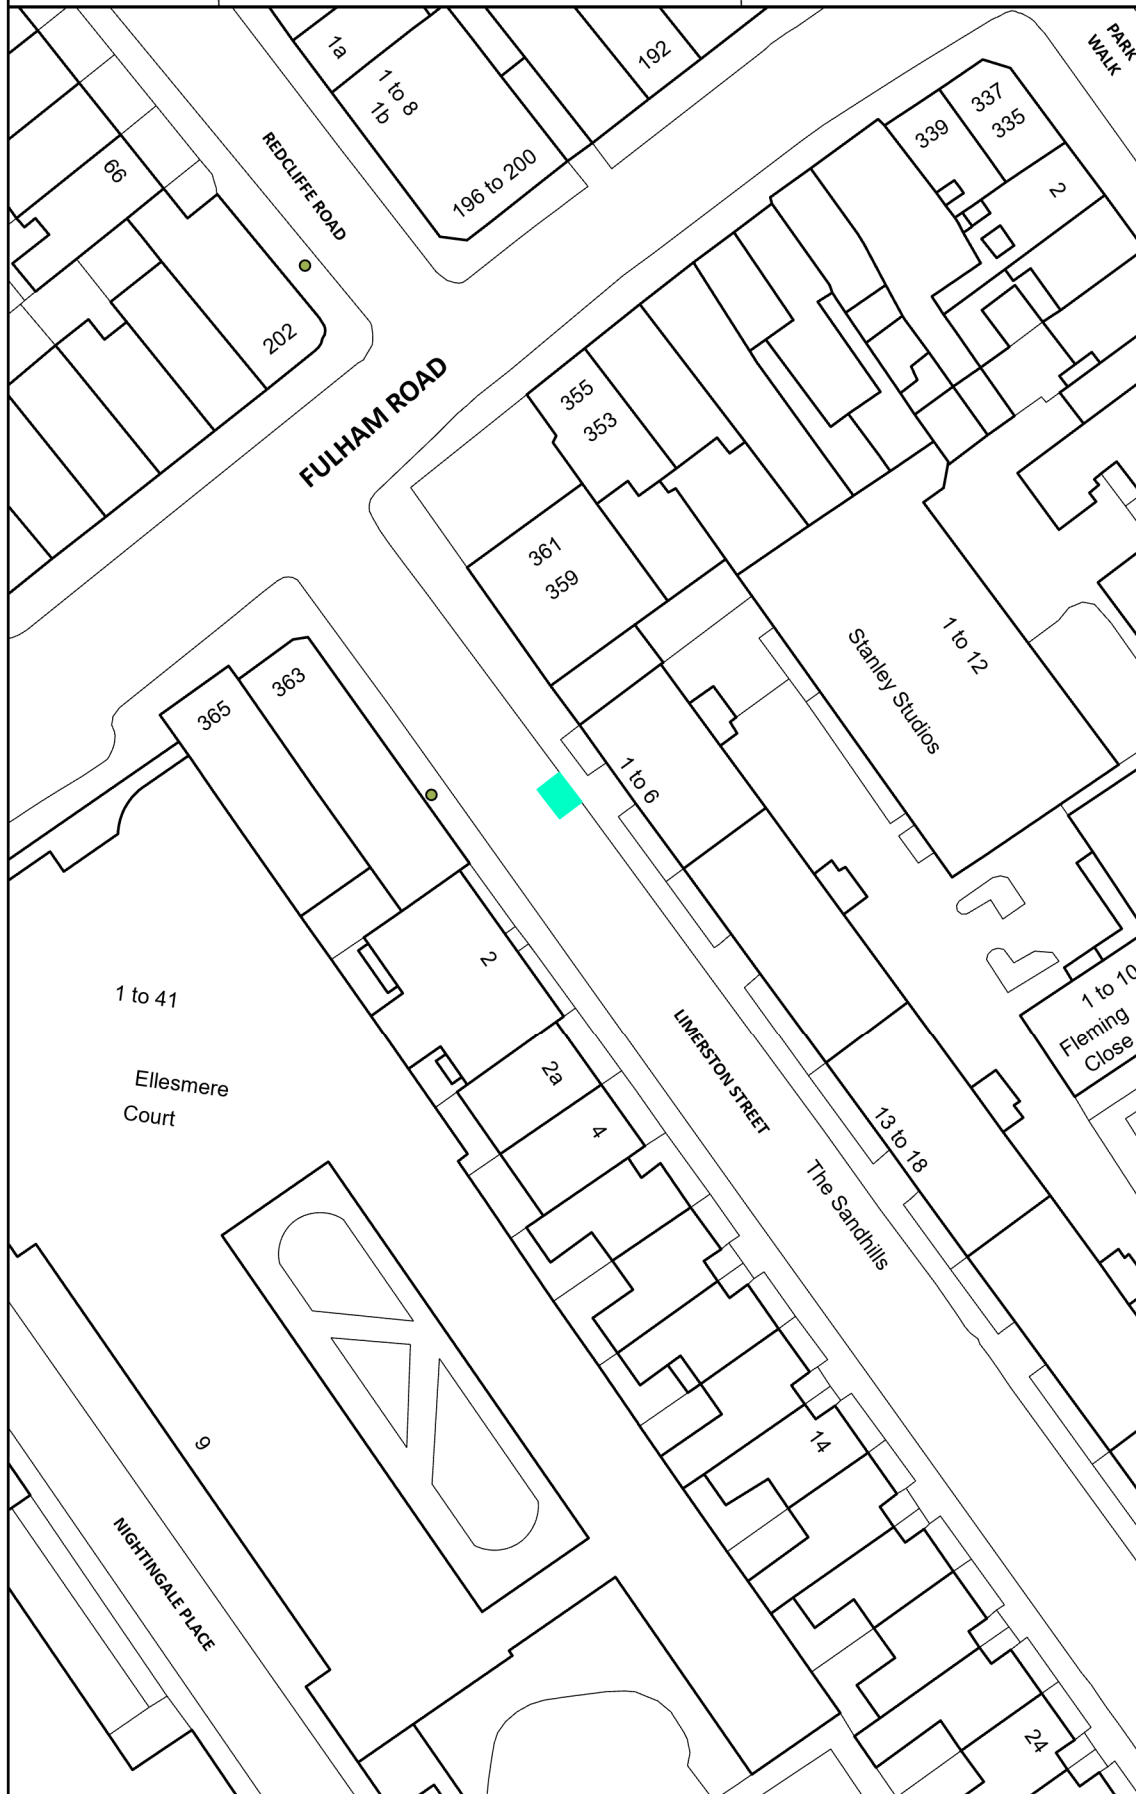 PARK
WALK
1a
1 to 8
1b
192
337
335
339
2
66
REDCLIFFE ROAD
196 to 200
202
FULHAM ROAD
355
353
361
359
1 to 12
Stanley Studios
363
365
1 to 6
2
1 to 41
Ellesmere
Court
2a
4
LIMERSTON STREET
1 to 10
Fleming
Close
13 to 18
The Sandhills
14
9
NIGHTINGALE PLACE
24